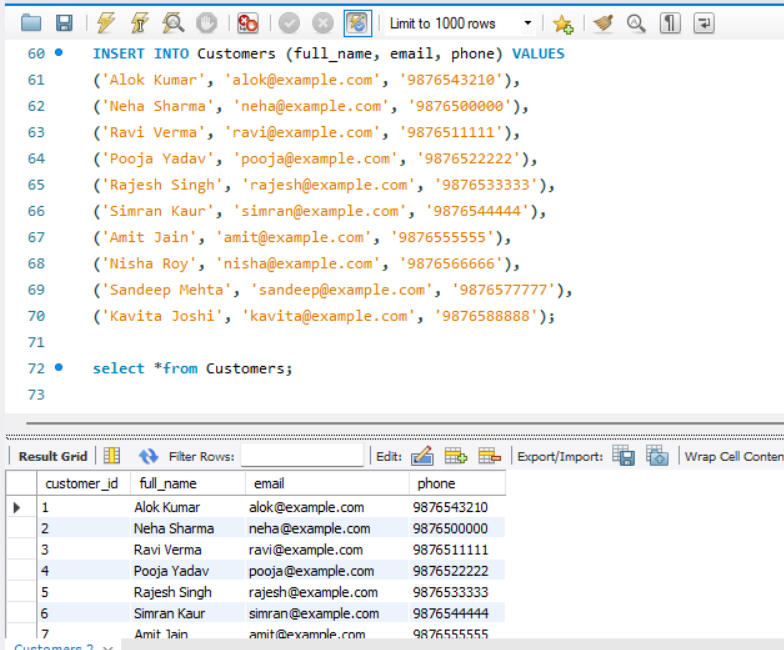 Limit to 1000 rows
60 INSERT INTO Customers (full_name, email, phone) VALUES
61 ('Alok Kumar', 'alok@example.com', '9876543210'),
62 ('Neha Sharma', 'neha@example.com', '9876500000'),
63 ('Ravi Verma', 'ravi@example.com', '9876511111'),
64 ('Pooja Yadav', 'pooja@example.com', '9876522222'),
65 ('Rajesh Singh', 'rajesh@example.com', '9876533333'),
66 ('Simran Kaur', 'simran@example.com', '9876544444'),
67 ('Amit Jain', 'amit@example.com', '9876555555'),
68 ('Nisha Roy', 'nisha@example.com', '9876566666'),
69 ('Sandeep Mehta', 'sandeep@example.com', '9876577777'),
70 ('Kavita Joshi', 'kavita@example.com', '9876588888');
71
72 select *from Customers;
73
Result Grid Filter Rows: Edit: Export/Import: Wrap Cell Conten
customer_id full_name email phone
1 Alok Kumar alok@example.com 9876543210
2 Neha Sharma neha@example.com 9876500000
3 Ravi Verma ravi@example.com 9876511111
4 Pooja Yadav pooja@example.com 9876522222
5 Rajesh Singh rajesh@example.com 9876533333
6 Simran Kaur simran@example.com 9876544444
7 Amit Jain amit@example.com 9876555555
Customers 2